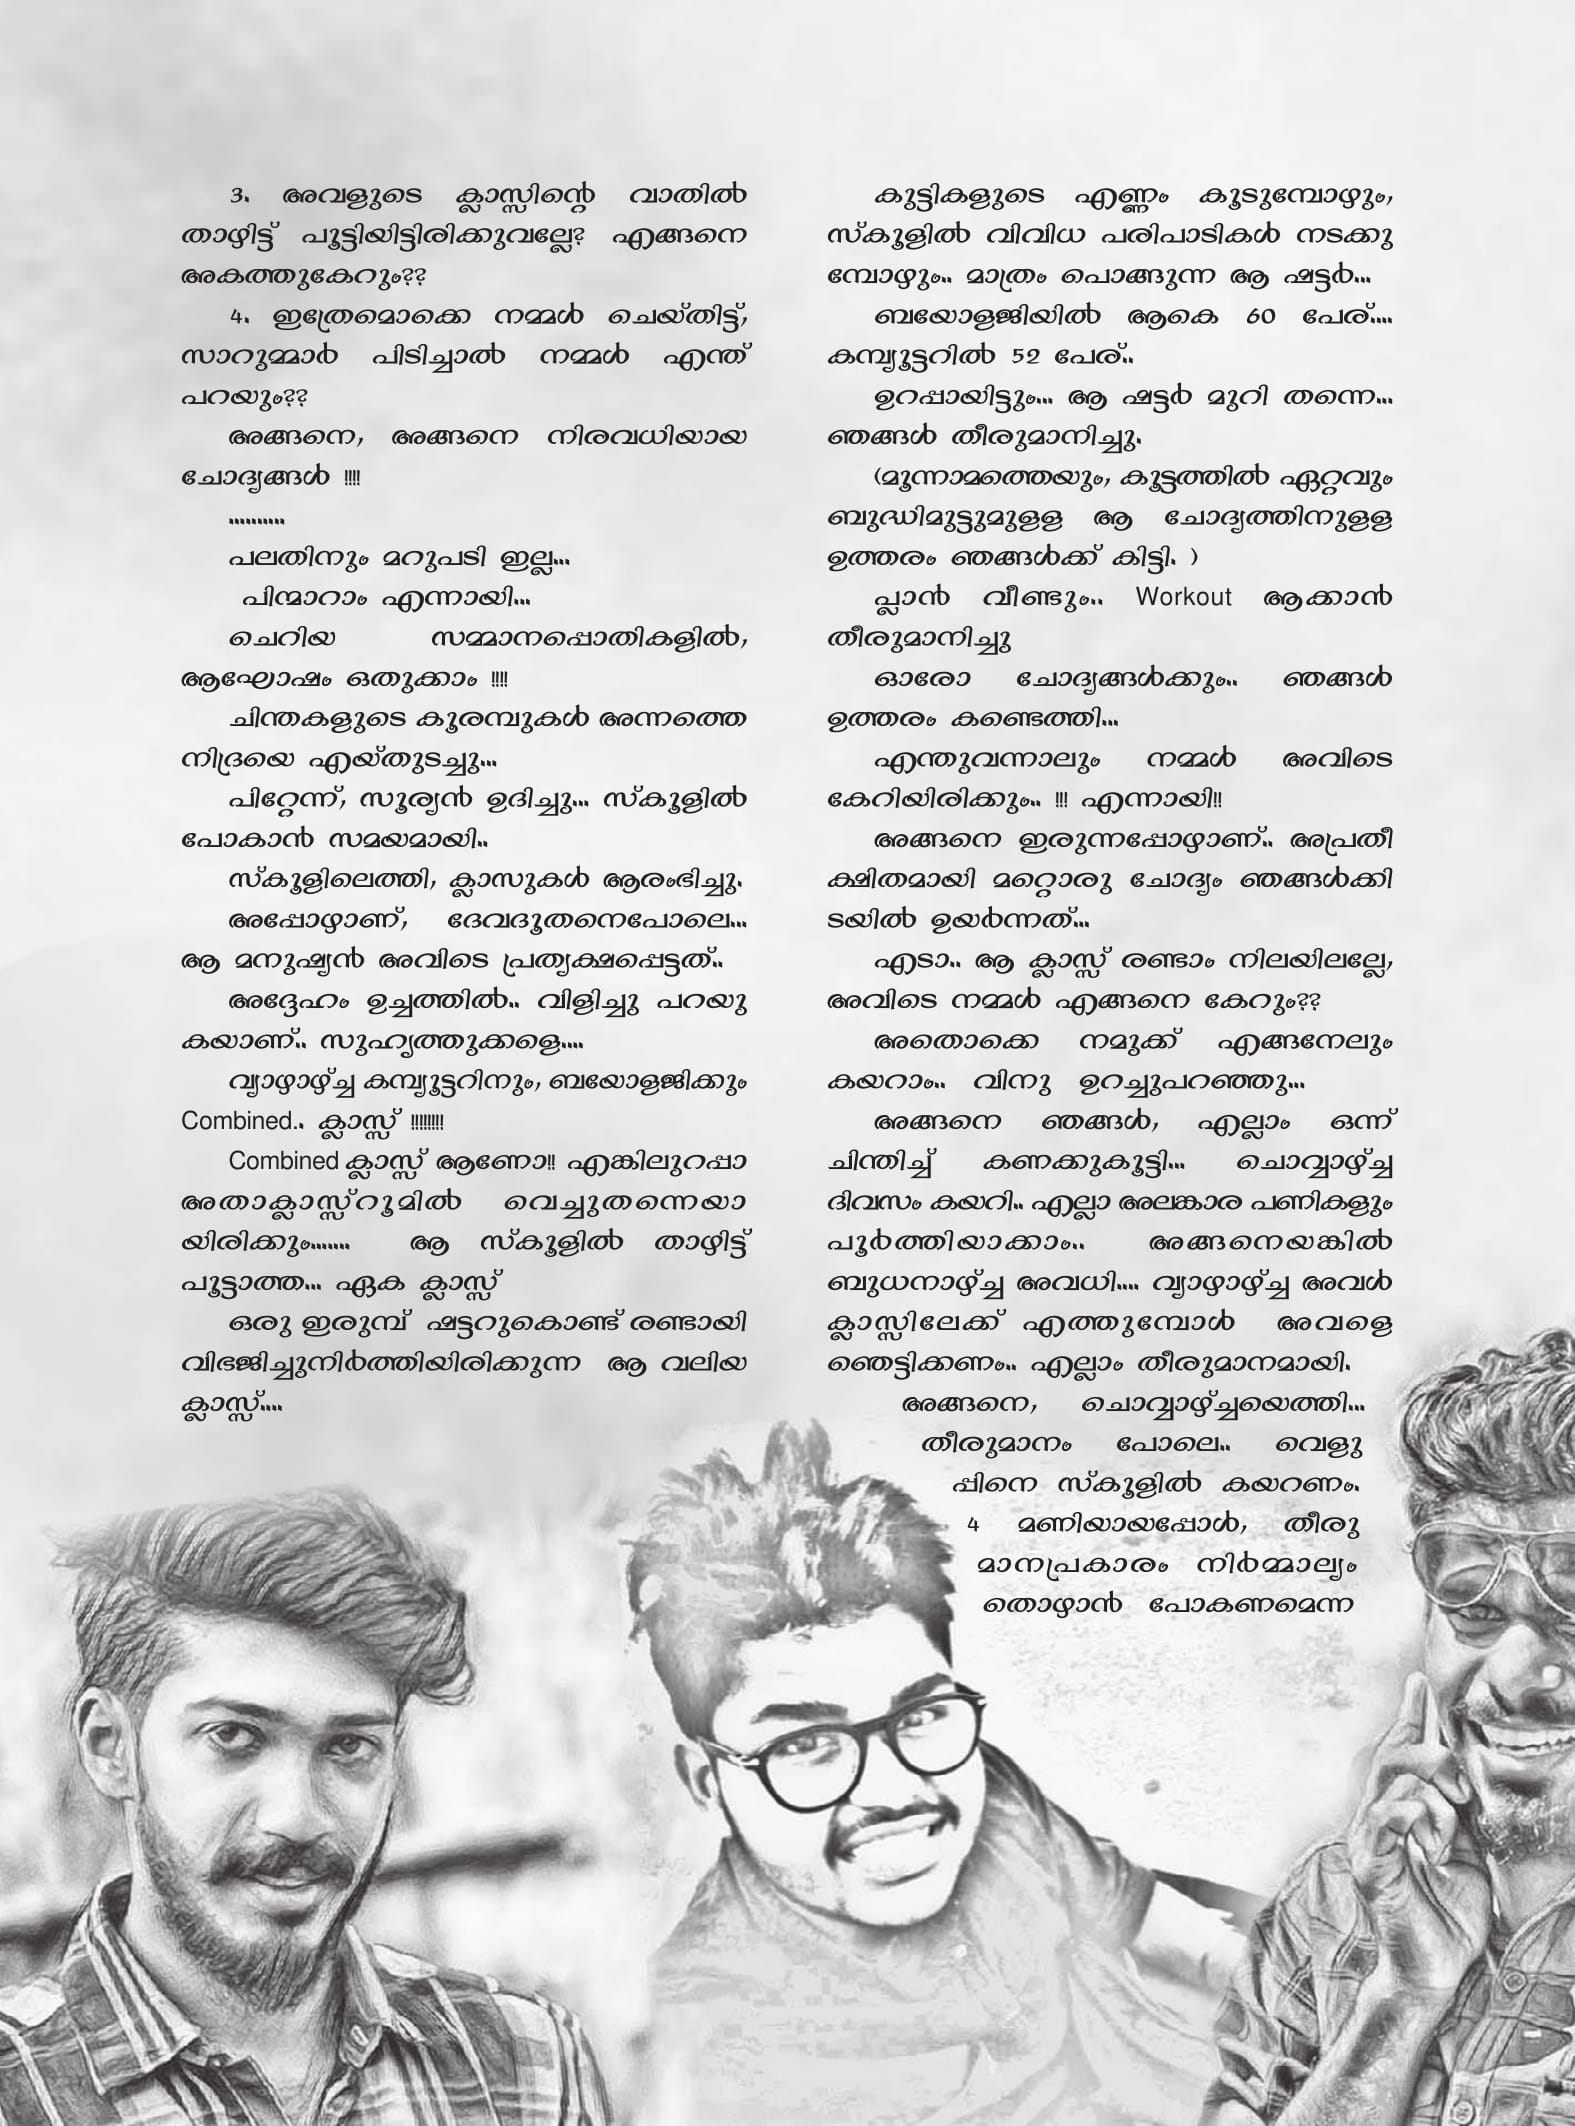 3. അവളുടെ ക്ലാസ്സിന്റെ വാതിൽ
താഴിട്ട് പൂട്ടിയിട്ടിരിക്കുവല്ലേ? എങ്ങനെ
അകത്തുകേറും??
4. ഇത്രേമൊക്കെ നമ്മൾ ചെയ്തിട്ട്,
സാറുമ്മാർ പിടിച്ചാൽ നമ്മൾ എന്ത്
പറയും??
അങ്ങനെ, അങ്ങനെ നിരവധിയായ
ചോദ്യങ്ങൾ !!!!
..........
പലതിനും മറുപടി ഇല്ല...
പിന്മാറാം എന്നായി...
ചെറിയ സമ്മാനപ്പൊതികളിൽ,
ആഘോഷം ഒതുക്കാം !!!!
ചിന്തകളുടെ കൂരമ്പുകൾ അന്നത്തെ
നിദ്രയെ എയ്തുടച്ചു...
പിറ്റേന്ന്, സൂര്യൻ ഉദിച്ചു... സ്കൂളിൽ
പോകാൻ സമയമായി..
സ്കൂളിലെത്തി, ക്ലാസുകൾ ആരംഭിച്ചു.
അപ്പോഴാണ്, ദേവദൂതനെപോലെ...
ആ മനുഷ്യൻ അവിടെ പ്രത്യക്ഷപ്പെട്ടത്..
അദ്ദേഹം ഉച്ചത്തിൽ.. വിളിച്ചു പറയു
കയാണ്.. സുഹൃത്തുക്കളെ....
വ്യാഴാഴ്ച്ച കമ്പ്യൂട്ടറിനും, ബയോളജിക്കും
Combined.. ക്ലാസ്സ് !!!!!!!!
Combined ക്ലാസ്സ് ആണോ!! എങ്കിലുറപ്പാ
അതാക്ലാസ്സ്റൂമിൽ വെച്ചുതന്നെയാ
യിരിക്കും....... ആ സ്കൂളിൽ താഴിട്ട്
പൂട്ടാത്ത... ഏക ക്ലാസ്സ്
ഒരു ഇരുമ്പ് ഷട്ടറുകൊണ്ട് രണ്ടായി
വിഭജിച്ചുനിർത്തിയിരിക്കുന്ന ആ വലിയ
ക്ലാസ്സ്....
കുട്ടികളുടെ എണ്ണം കൂടുമ്പോഴും,
സ്കൂളിൽ വിവിധ പരിപാടികൾ നടക്കു
മ്പോഴും.. മാത്രം പൊങ്ങുന്ന ആ ഷട്ടർ...
ബയോളജിയിൽ ആകെ 60 പേര്....
കമ്പ്യൂട്ടറിൽ 52 പേര്..
ഉറപ്പായിട്ടും... ആ ഷട്ടർ മുറി തന്നെ...
ഞങ്ങൾ തീരുമാനിച്ചു.
(മൂന്നാമത്തെയും, കൂട്ടത്തിൽ ഏറ്റവും
ബുദ്ധിമുട്ടുമുള്ള ആ ചോദ്യത്തിനുള്ള
ഉത്തരം ഞങ്ങൾക്ക് കിട്ടി. )
പ്ലാൻ വീണ്ടും.. Workout ആക്കാൻ
തീരുമാനിച്ചു
ഓരോ ചോദ്യങ്ങൾക്കും.. ഞങ്ങൾ
ഉത്തരം കണ്ടെത്തി...
എന്തുവന്നാലും നമ്മൾ അവിടെ
കേറിയിരിക്കും.. !!! എന്നായി!!
അങ്ങനെ ഇരുന്നപ്പോഴാണ്.. അപ്രതീ
ക്ഷിതമായി മറ്റൊരു ചോദ്യം ഞങ്ങൾക്കി
ടയിൽ ഉയർന്നത്...
എടാ.. ആ ക്ലാസ്സ് രണ്ടാം നിലയിലല്ലേ,
അവിടെ നമ്മൾ എങ്ങനെ കേറും??
അതൊക്കെ നമുക്ക് എങ്ങനേലും
കയറാം.. വിനു ഉറച്ചുപറഞ്ഞു...
അങ്ങനെ ഞങ്ങൾ, എല്ലാം ഒന്ന്
ചിന്തിച്ച് കണക്കുകൂട്ടി... ചൊവ്വാഴ്ച്ച
ദിവസം കയറി.. എല്ലാ അലങ്കാര പണികളും
പൂർത്തിയാക്കാം.. അങ്ങനെയങ്കിൽ
ബുധനാഴ്ച്ച അവധി.... വ്യാഴാഴ്ച്ച അവൾ
ക്ലാസ്സിലേക്ക് എത്തുമ്പോൾ അവളെ
ഞെട്ടിക്കണം.. എല്ലാം തീരുമാനമായി.
അങ്ങനെ, ചൊവ്വാഴ്ച്ചയെത്തി...
തീരുമാനം പോലെ.. വെളു
പ്പിനെ സ്കൂളിൽ കയറണം.
4 മണിയായപ്പോൾ, തീരു
മാനപ്രകാരം നിർമ്മാല്യം
തൊഴാൻ പോകണമെന്ന